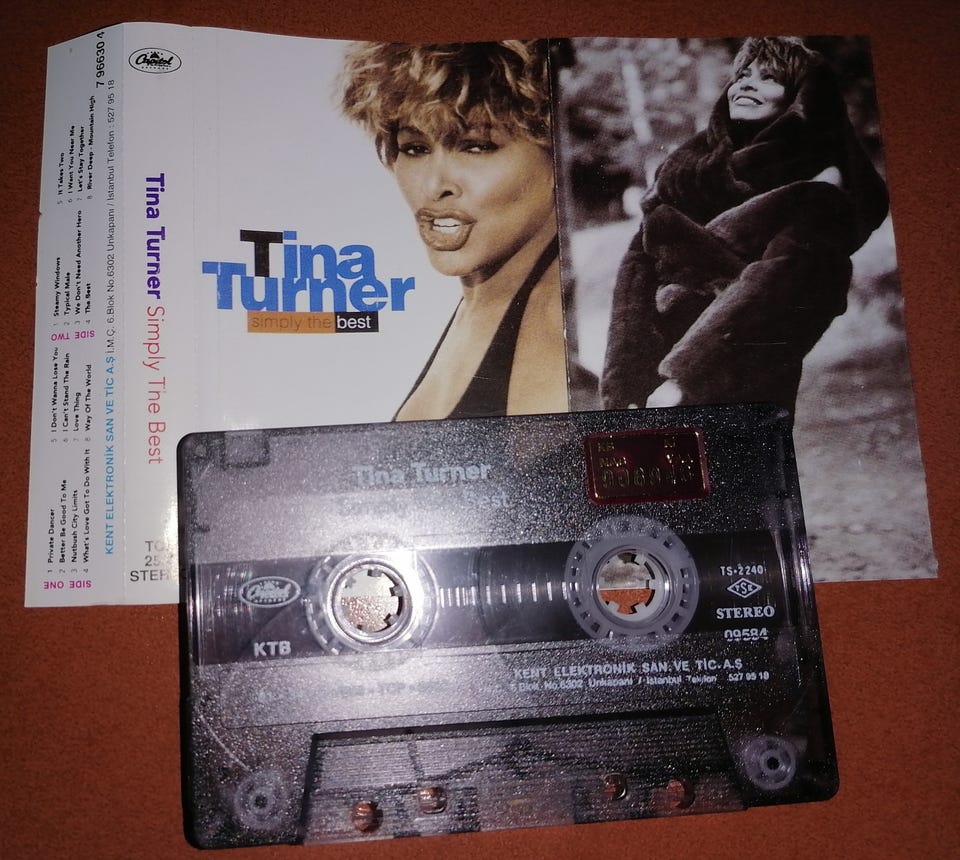 SIDE ONE
1 Private Dancer
2 Better Be Good To Me
3 Nutbush City Limits
4 What's Love Got To Do With It
5 I Don't Wanna Lose You
6 I Can't Stand The Rain
7 Love Thing
8 Way Of The World
SIDE TWO
1 Steamy Windows
2 Typical Male
3 We Don't Need Another Hero
4 The Best
5 It Takes Two
6 I Want You Near Me
7 Let's Stay Together
8 River Deep - Mountain High
7 96630 4
KENT ELEKTRONİK SAN VE TİC A.Ş İ.M.Ç. 6.Blok No.6302 Unkapanı / İstanbul Telefon : 527 95 18
Capitol
RECORDS
Tina Turner Simply The Best
STER
Tina
Turner
simply the best
Tina Turner
Best
Capitol
KTB
TS-2240
TSE
STEREO
09584
KENT ELEKTRONİK SAN. VE TİC. A.Ş
Blok No.6302 Unkapanı / İstanbul Telefon 527 95 18